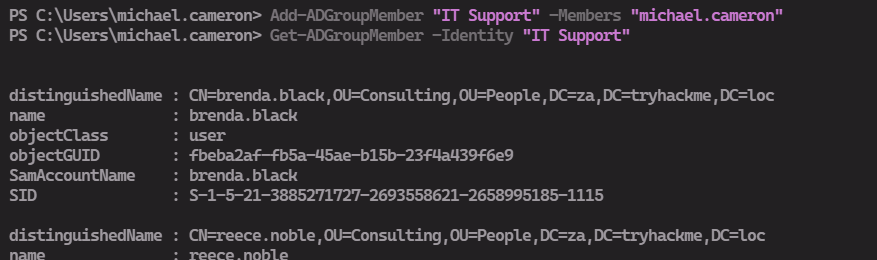 PS C:\Users\michael.cameron> Add-ADGroupMember "IT Support" -Members "michael.cameron"
PS C:\Users\michael.cameron> Get-ADGroupMember -Identity "IT Support"
distinguishedName : CN=brenda.black,OU=Consulting,OU=People,DC=za,DC=tryhackme,DC=loc
name              : brenda.black
objectClass       : user
objectGUID        : fbeba2af-fb5a-45ae-b15b-23f4a439f6e9
SamAccountName    : brenda.black
SID               : S-1-5-21-3885271727-2693558621-2658995185-1115
distinguishedName : CN=reece.noble,OU=Consulting,OU=People,DC=za,DC=tryhackme,DC=loc
name              : reece.noble